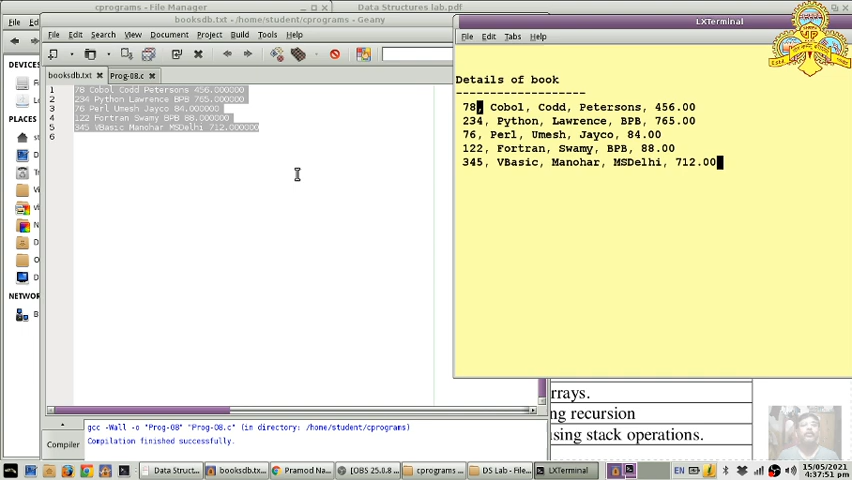 cprograms - File Manager
Data Structures lab.pdf
booksdb.txt - /home/student/cprograms - Geany
LXTerminal
File
File Edit Search View Document Project Build Tools Help
File Edit Tabs Help
DEVICES
PLACES
NETWORK
booksdb.txt
Prog-08.c
1 78 Cobol Codd Petersons 456.000000
2 234 Python Lawrence BPB 765.000000
3 76 Perl Umesh Jayco 84.000000
4 122 Fortran Swamy BPB 88.000000
5 345 VBasic Manohar MSDelhi 712.000000
6
Details of book
-------------------
78, Cobol, Codd, Petersons, 456.00
234, Python, Lawrence, BPB, 765.00
76, Perl, Umesh, Jayco, 84.00
122, Fortran, Swamy, BPB, 88.00
345, VBasic, Manohar, MSDelhi, 712.00
rrays.
ng recursion
using stack operations.
Compiler
gcc -Wall -o "Prog-08" "Prog-08.c" (in directory: /home/student/cprograms)
Compilation finished successfully.
Data Struct...
booksdb.tx...
Pramod Na...
[OBS 25.0.8 ...
cprograms ...
DS Lab - File...
LXTerminal
EN
15/05/2021
4:37:51 PM